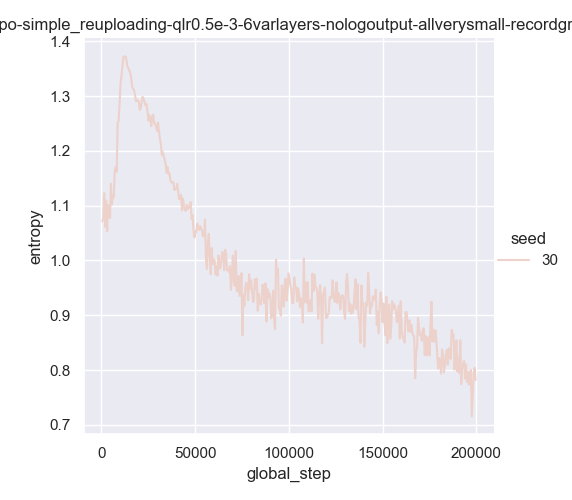 po-simple_reuploading-qlr0.5e-3-6varlayers-nologoutput-allverysmall-recordgr
1.4
1.3
1.2
1.1
1.0
0.9
0.8
0.7
entropy
0 50000 100000 150000 200000
global_step
seed
30